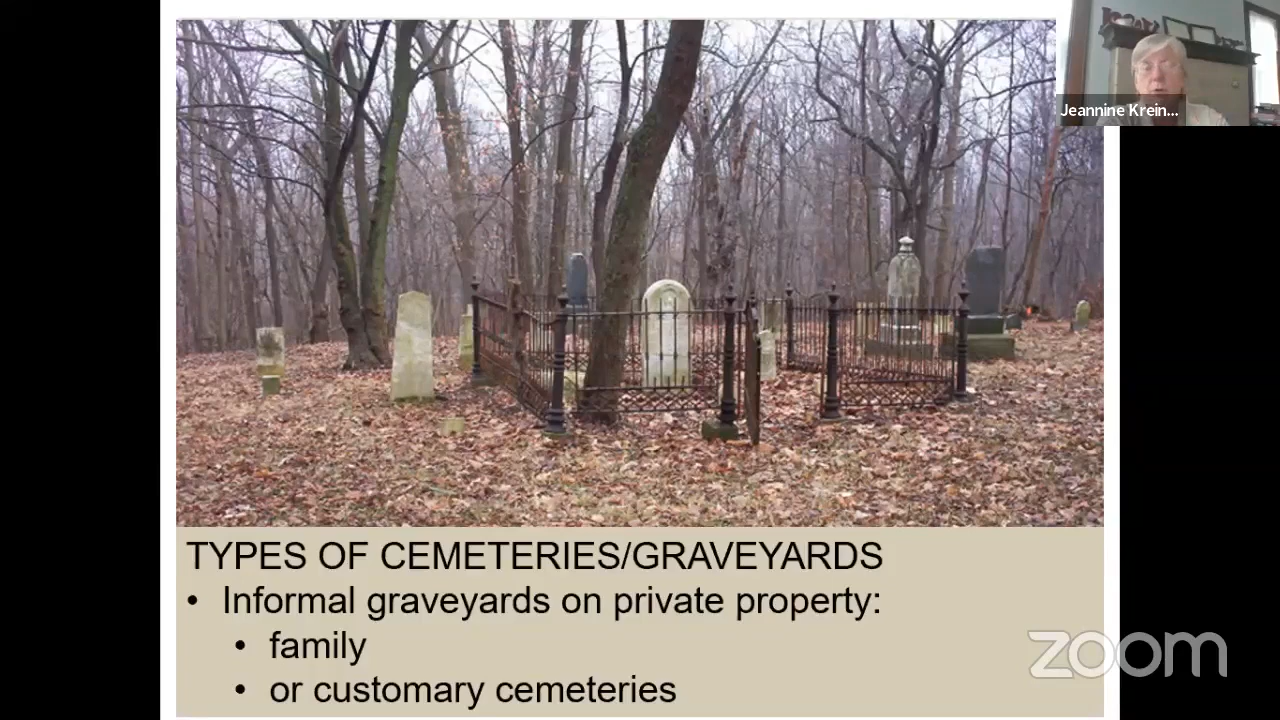 Jeannine Krein...
TYPES OF CEMETERIES/GRAVEYARDS
• Informal graveyards on private property:
• family
• or customary cemeteries
zoom